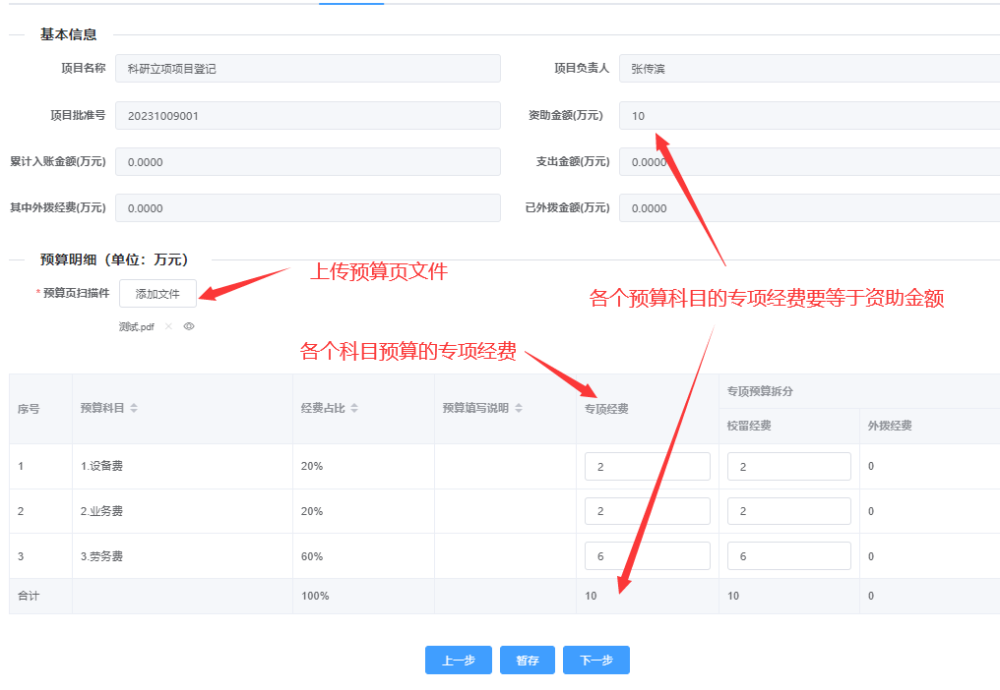 基本信息
项目名称 科研立项项目登记 项目负责人 张传滨
项目批准号 20231009001 资助金额(万元) 10
累计入账金额(万元) 0.0000 支出金额(万元) 0.0000
其中外拨经费(万元) 0.0000 已外拨金额(万元) 0.0000
预算明细（单位：万元）
上传预算页文件
* 预算页扫描件 添加文件
各个预算科目的专项经费要等于资助金额
测试.pdf
各个科目预算的专项经费
序号 预算科目 经费占比 预算填写说明 专项经费 专项预算拆分
校留经费 外拨经费
1 1.设备费 20% 2 2 0
2 2.业务费 20% 2 2 0
3 3.劳务费 60% 6 6 0
合计 100% 10 10 0
上一步 暂存 下一步